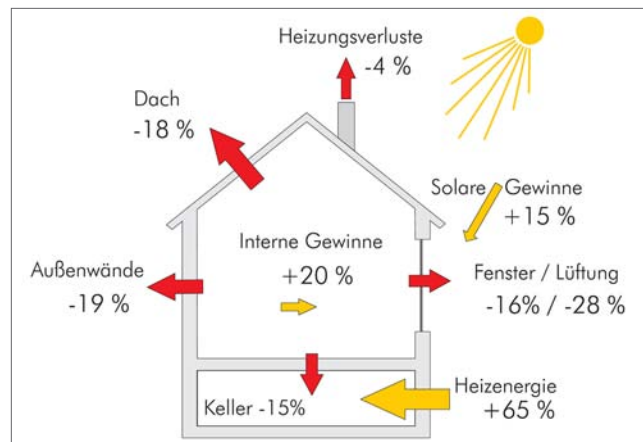 Heizungsverluste
-4 %
Dach
-18 %
Solare Gewinne
+15 %
Interne Gewinne
+20 %
Außenwände
-19 %
Fenster / Lüftung
-16% / -28 %
Keller -15%
Heizenergie
+65 %